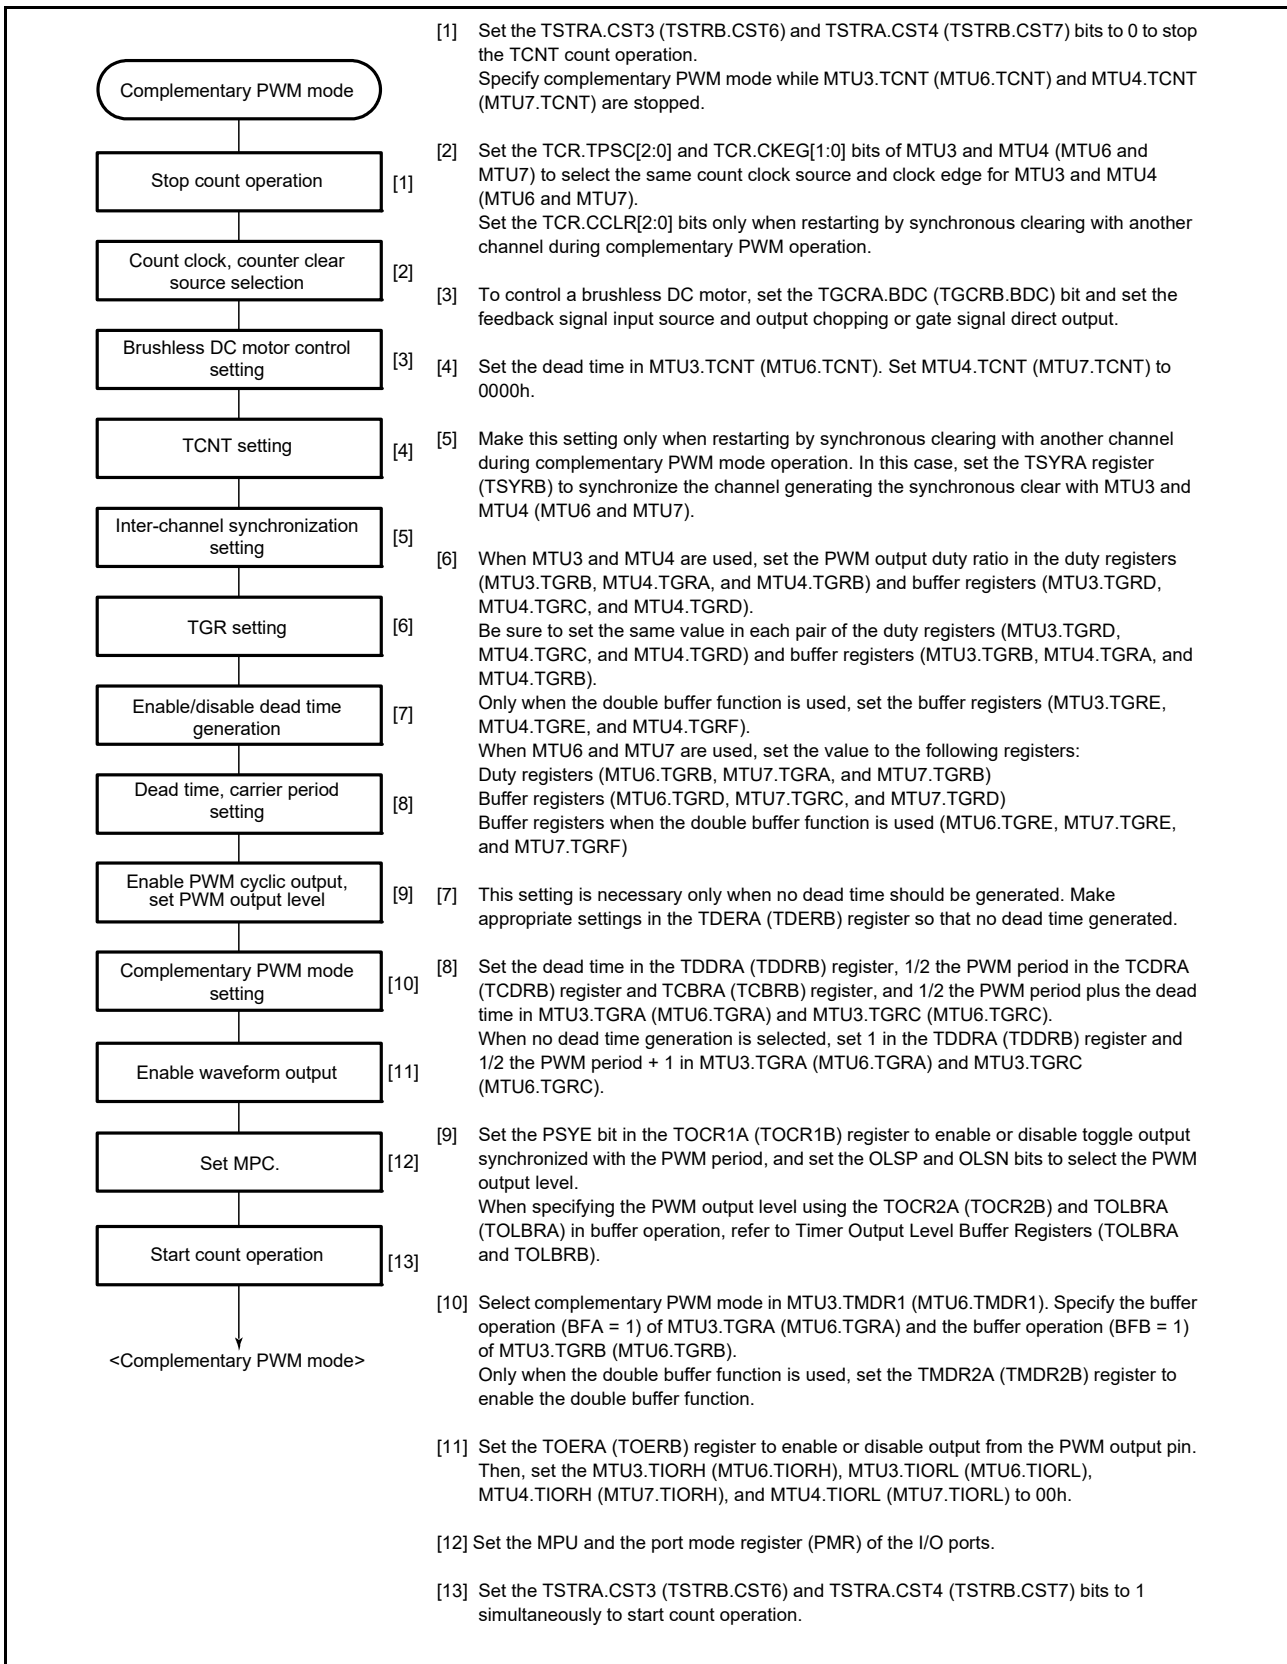 Complementary PWM mode
Stop count operation
[1]
Count clock, counter clear
source selection
[2]
Brushless DC motor control
setting
[3]
TCNT setting
[4]
Inter-channel synchronization
setting
[5]
TGR setting
[6]
Enable/disable dead time
generation
[7]
Dead time, carrier period
setting
[8]
Enable PWM cyclic output,
set PWM output level
[9]
Complementary PWM mode
setting
[10]
Enable waveform output
[11]
Set MPC.
[12]
Start count operation
[13]
<Complementary PWM mode>
[1] Set the TSTRA.CST3 (TSTRB.CST6) and TSTRA.CST4 (TSTRB.CST7) bits to 0 to stop
the TCNT count operation.
Specify complementary PWM mode while MTU3.TCNT (MTU6.TCNT) and MTU4.TCNT
(MTU7.TCNT) are stopped.
[2] Set the TCR.TPSC[2:0] and TCR.CKEG[1:0] bits of MTU3 and MTU4 (MTU6 and
MTU7) to select the same count clock source and clock edge for MTU3 and MTU4
(MTU6 and MTU7).
Set the TCR.CCLR[2:0] bits only when restarting by synchronous clearing with another
channel during complementary PWM operation.
[3] To control a brushless DC motor, set the TGCRA.BDC (TGCRB.BDC) bit and set the
feedback signal input source and output chopping or gate signal direct output.
[4] Set the dead time in MTU3.TCNT (MTU6.TCNT). Set MTU4.TCNT (MTU7.TCNT) to
0000h.
[5] Make this setting only when restarting by synchronous clearing with another channel
during complementary PWM mode operation. In this case, set the TSYRA register
(TSYRB) to synchronize the channel generating the synchronous clear with MTU3 and
MTU4 (MTU6 and MTU7).
[6] When MTU3 and MTU4 are used, set the PWM output duty ratio in the duty registers
(MTU3.TGRB, MTU4.TGRA, and MTU4.TGRB) and buffer registers (MTU3.TGRD,
MTU4.TGRC, and MTU4.TGRD).
Be sure to set the same value in each pair of the duty registers (MTU3.TGRD,
MTU4.TGRC, and MTU4.TGRD) and buffer registers (MTU3.TGRB, MTU4.TGRA, and
MTU4.TGRB).
Only when the double buffer function is used, set the buffer registers (MTU3.TGRE,
MTU4.TGRE, and MTU4.TGRF).
When MTU6 and MTU7 are used, set the value to the following registers:
Duty registers (MTU6.TGRB, MTU7.TGRA, and MTU7.TGRB)
Buffer registers (MTU6.TGRD, MTU7.TGRC, and MTU7.TGRD)
Buffer registers when the double buffer function is used (MTU6.TGRE, MTU7.TGRE,
and MTU7.TGRF)
[7] This setting is necessary only when no dead time should be generated. Make
appropriate settings in the TDERA (TDERB) register so that no dead time generated.
[8] Set the dead time in the TDDRA (TDDRB) register, 1/2 the PWM period in the TCDRA
(TCDRB) register and TCBRA (TCBRB) register, and 1/2 the PWM period plus the dead
time in MTU3.TGRA (MTU6.TGRA) and MTU3.TGRC (MTU6.TGRC).
When no dead time generation is selected, set 1 in the TDDRA (TDDRB) register and
1/2 the PWM period + 1 in MTU3.TGRA (MTU6.TGRA) and MTU3.TGRC
(MTU6.TGRC).
[9] Set the PSYE bit in the TOCR1A (TOCR1B) register to enable or disable toggle output
synchronized with the PWM period, and set the OLSP and OLSN bits to select the PWM
output level.
When specifying the PWM output level using the TOCR2A (TOCR2B) and TOLBRA
(TOLBRA) in buffer operation, refer to Timer Output Level Buffer Registers (TOLBRA
and TOLBRB).
[10] Select complementary PWM mode in MTU3.TMDR1 (MTU6.TMDR1). Specify the buffer
operation (BFA = 1) of MTU3.TGRA (MTU6.TGRA) and the buffer operation (BFB = 1)
of MTU3.TGRB (MTU6.TGRB).
Only when the double buffer function is used, set the TMDR2A (TMDR2B) register to
enable the double buffer function.
[11] Set the TOERA (TOERB) register to enable or disable output from the PWM output pin.
Then, set the MTU3.TIORH (MTU6.TIORH), MTU3.TIORL (MTU6.TIORL),
MTU4.TIORH (MTU7.TIORH), and MTU4.TIORL (MTU7.TIORL) to 00h.
[12] Set the MPU and the port mode register (PMR) of the I/O ports.
[13] Set the TSTRA.CST3 (TSTRB.CST6) and TSTRA.CST4 (TSTRB.CST7) bits to 1
simultaneously to start count operation.